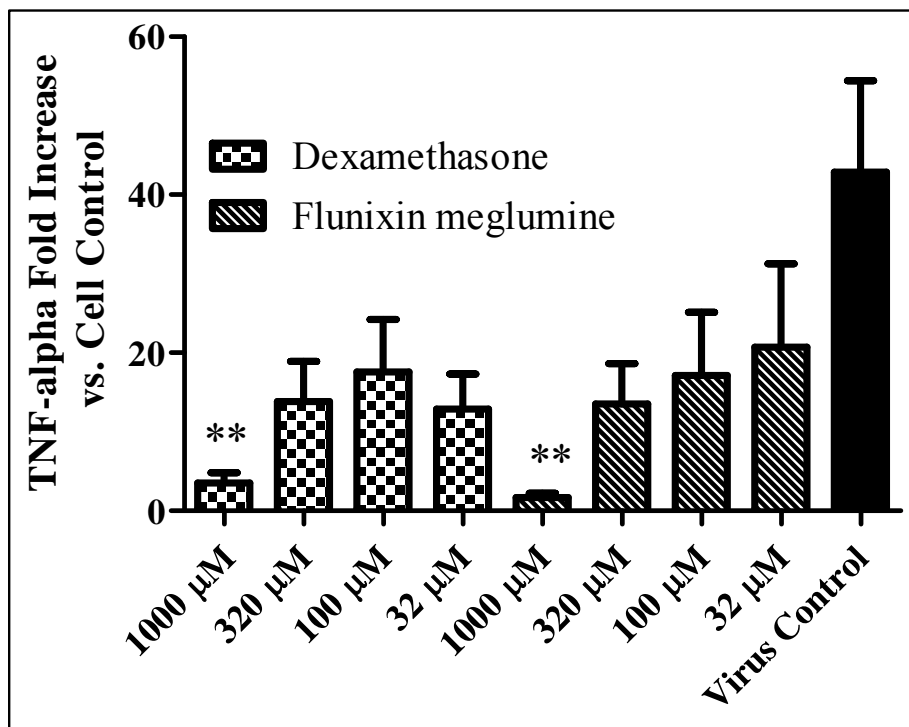 TNF-alpha Fold Increase
vs. Cell Control
60
40
20
0
Dexamethasone
Flunixin meglumine
**
**
1000 µM
320 µM
100 µM
32 µM
1000 µM
320 µM
100 µM
32 µM
Virus Control